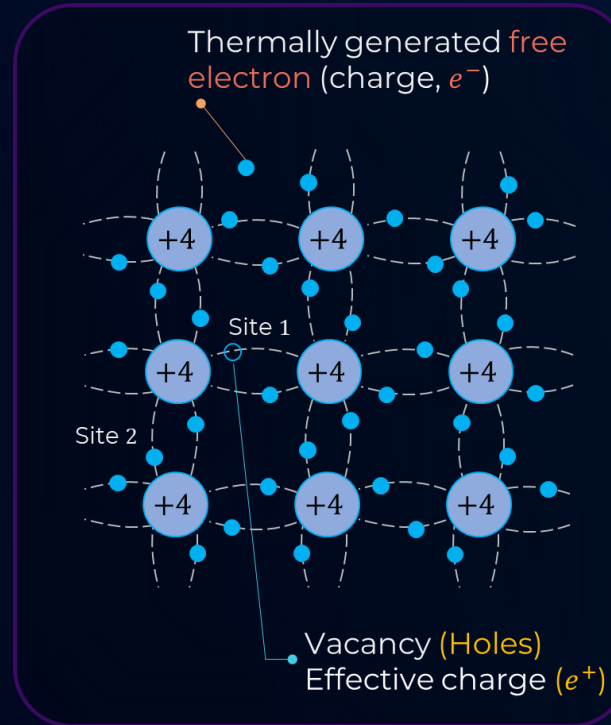 Thermally generated free
electron (charge, e⁻)
+4 +4 +4
Site 1
+4 +4 +4
Site 2
+4 +4 +4
Vacancy (Holes)
Effective charge (e⁺)